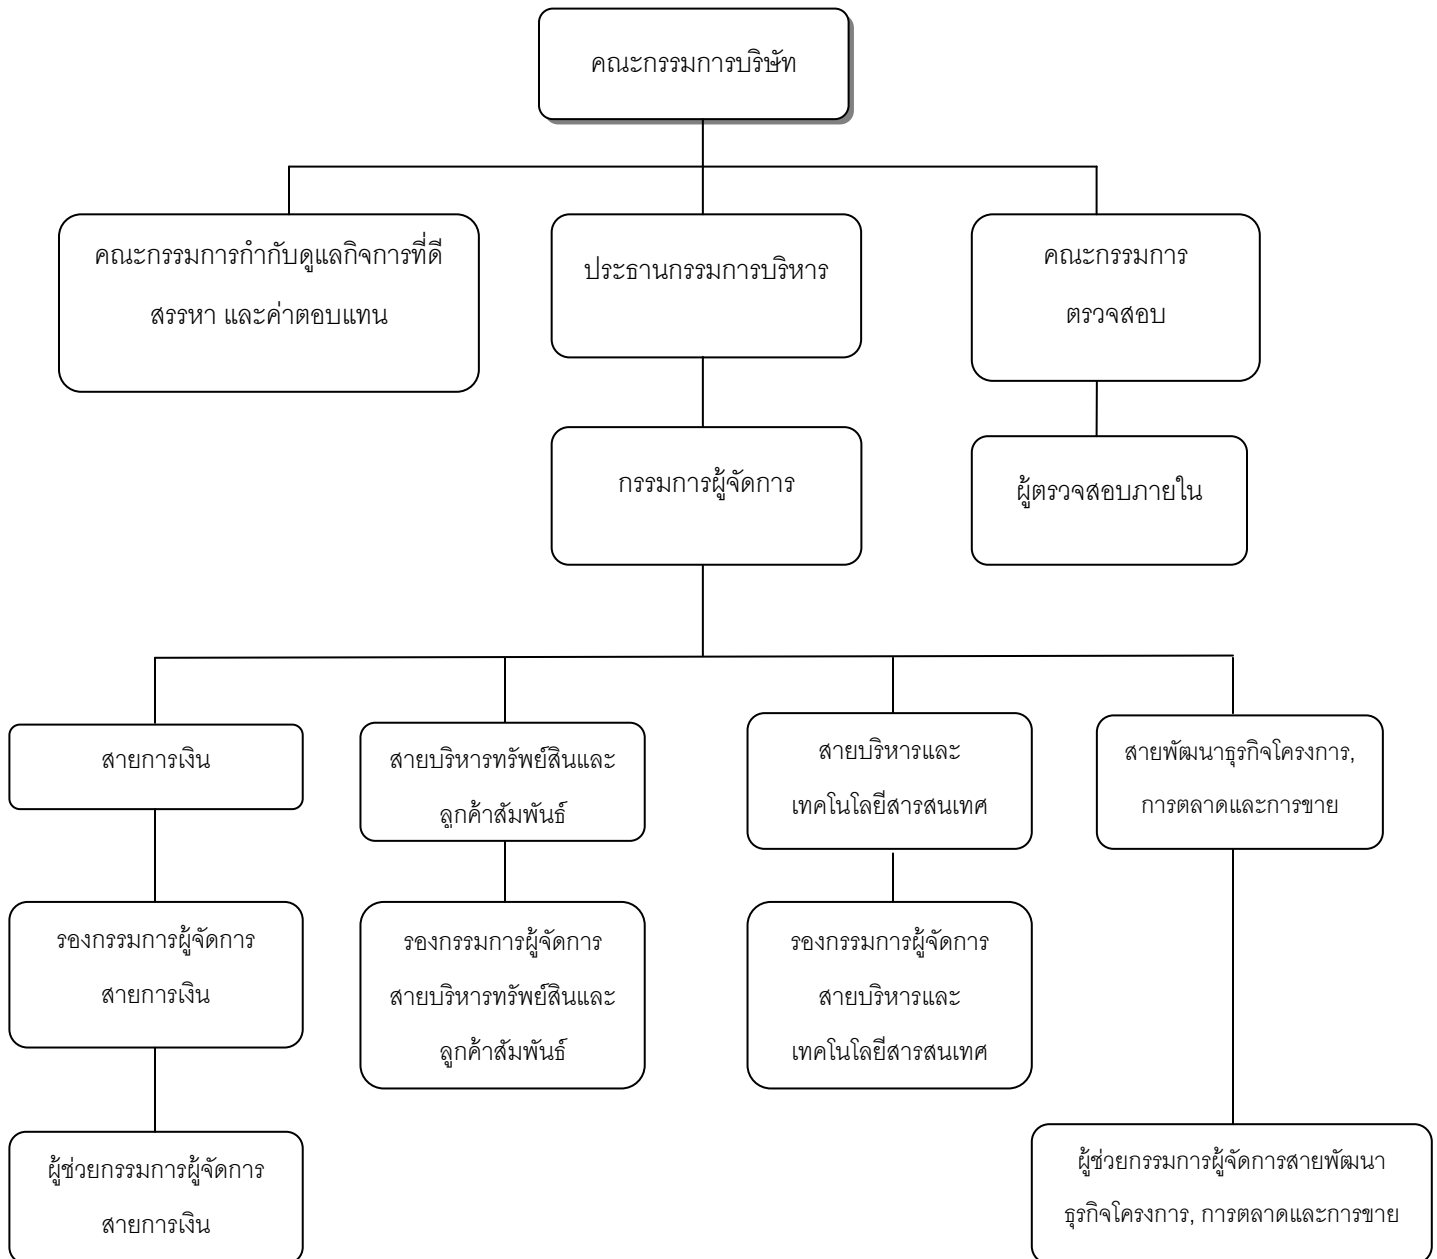 คณะกรรมการบริษัท
คณะกรรมการกำกับดูแลกิจการที่ดี
สรรหา และค่าตอบแทน
ประธานกรรมการบริหาร
คณะกรรมการ
ตรวจสอบ
กรรมการผู้จัดการ
ผู้ตรวจสอบภายใน
สายการเงิน
สายบริหารทรัพย์สินและ
ลูกค้าสัมพันธ์
สายบริหารและ
เทคโนโลยีสารสนเทศ
สายพัฒนาธุรกิจโครงการ,
การตลาดและการขาย
รองกรรมการผู้จัดการ
สายการเงิน
รองกรรมการผู้จัดการ
สายบริหารทรัพย์สินและ
ลูกค้าสัมพันธ์
รองกรรมการผู้จัดการ
สายบริหารและ
เทคโนโลยีสารสนเทศ
ผู้ช่วยกรรมการผู้จัดการ
สายการเงิน
ผู้ช่วยกรรมการผู้จัดการสายพัฒนา
ธุรกิจโครงการ, การตลาดและการขาย